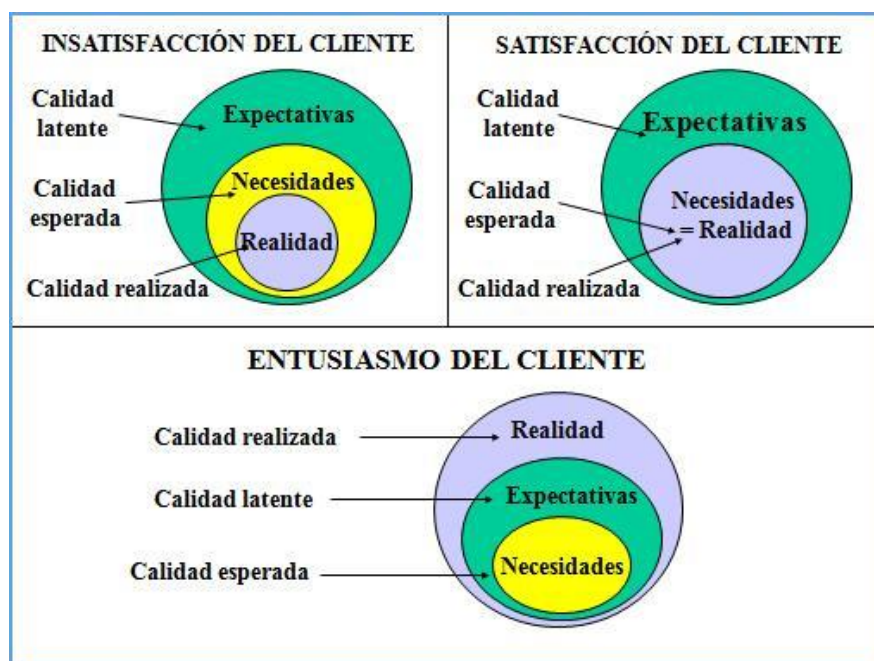 INSATISFACCIÓN DEL CLIENTE
Calidad
latente
Expectativas
Calidad
esperada
Necesidades
Realidad
Calidad realizada
SATISFACCIÓN DEL CLIENTE
Calidad
latente
Expectativas
Calidad
esperada
Necesidades
= Realidad
Calidad realizada
ENTUSIASMO DEL CLIENTE
Calidad realizada
Realidad
Calidad latente
Expectativas
Calidad esperada
Necesidades